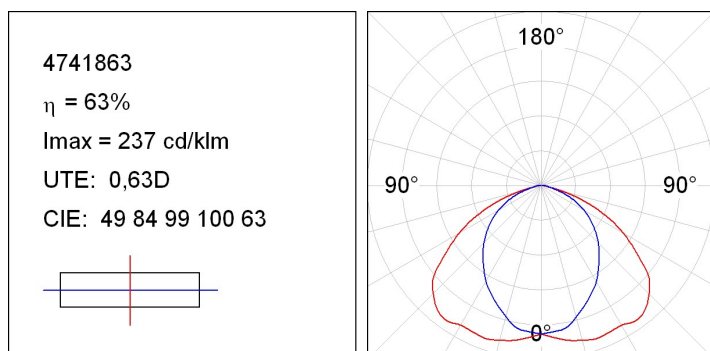 4741863
η = 63%
Imax = 237 cd/klm
UTE: 0,63D
CIE: 49 84 99 100 63
180°
90° 90°
0°